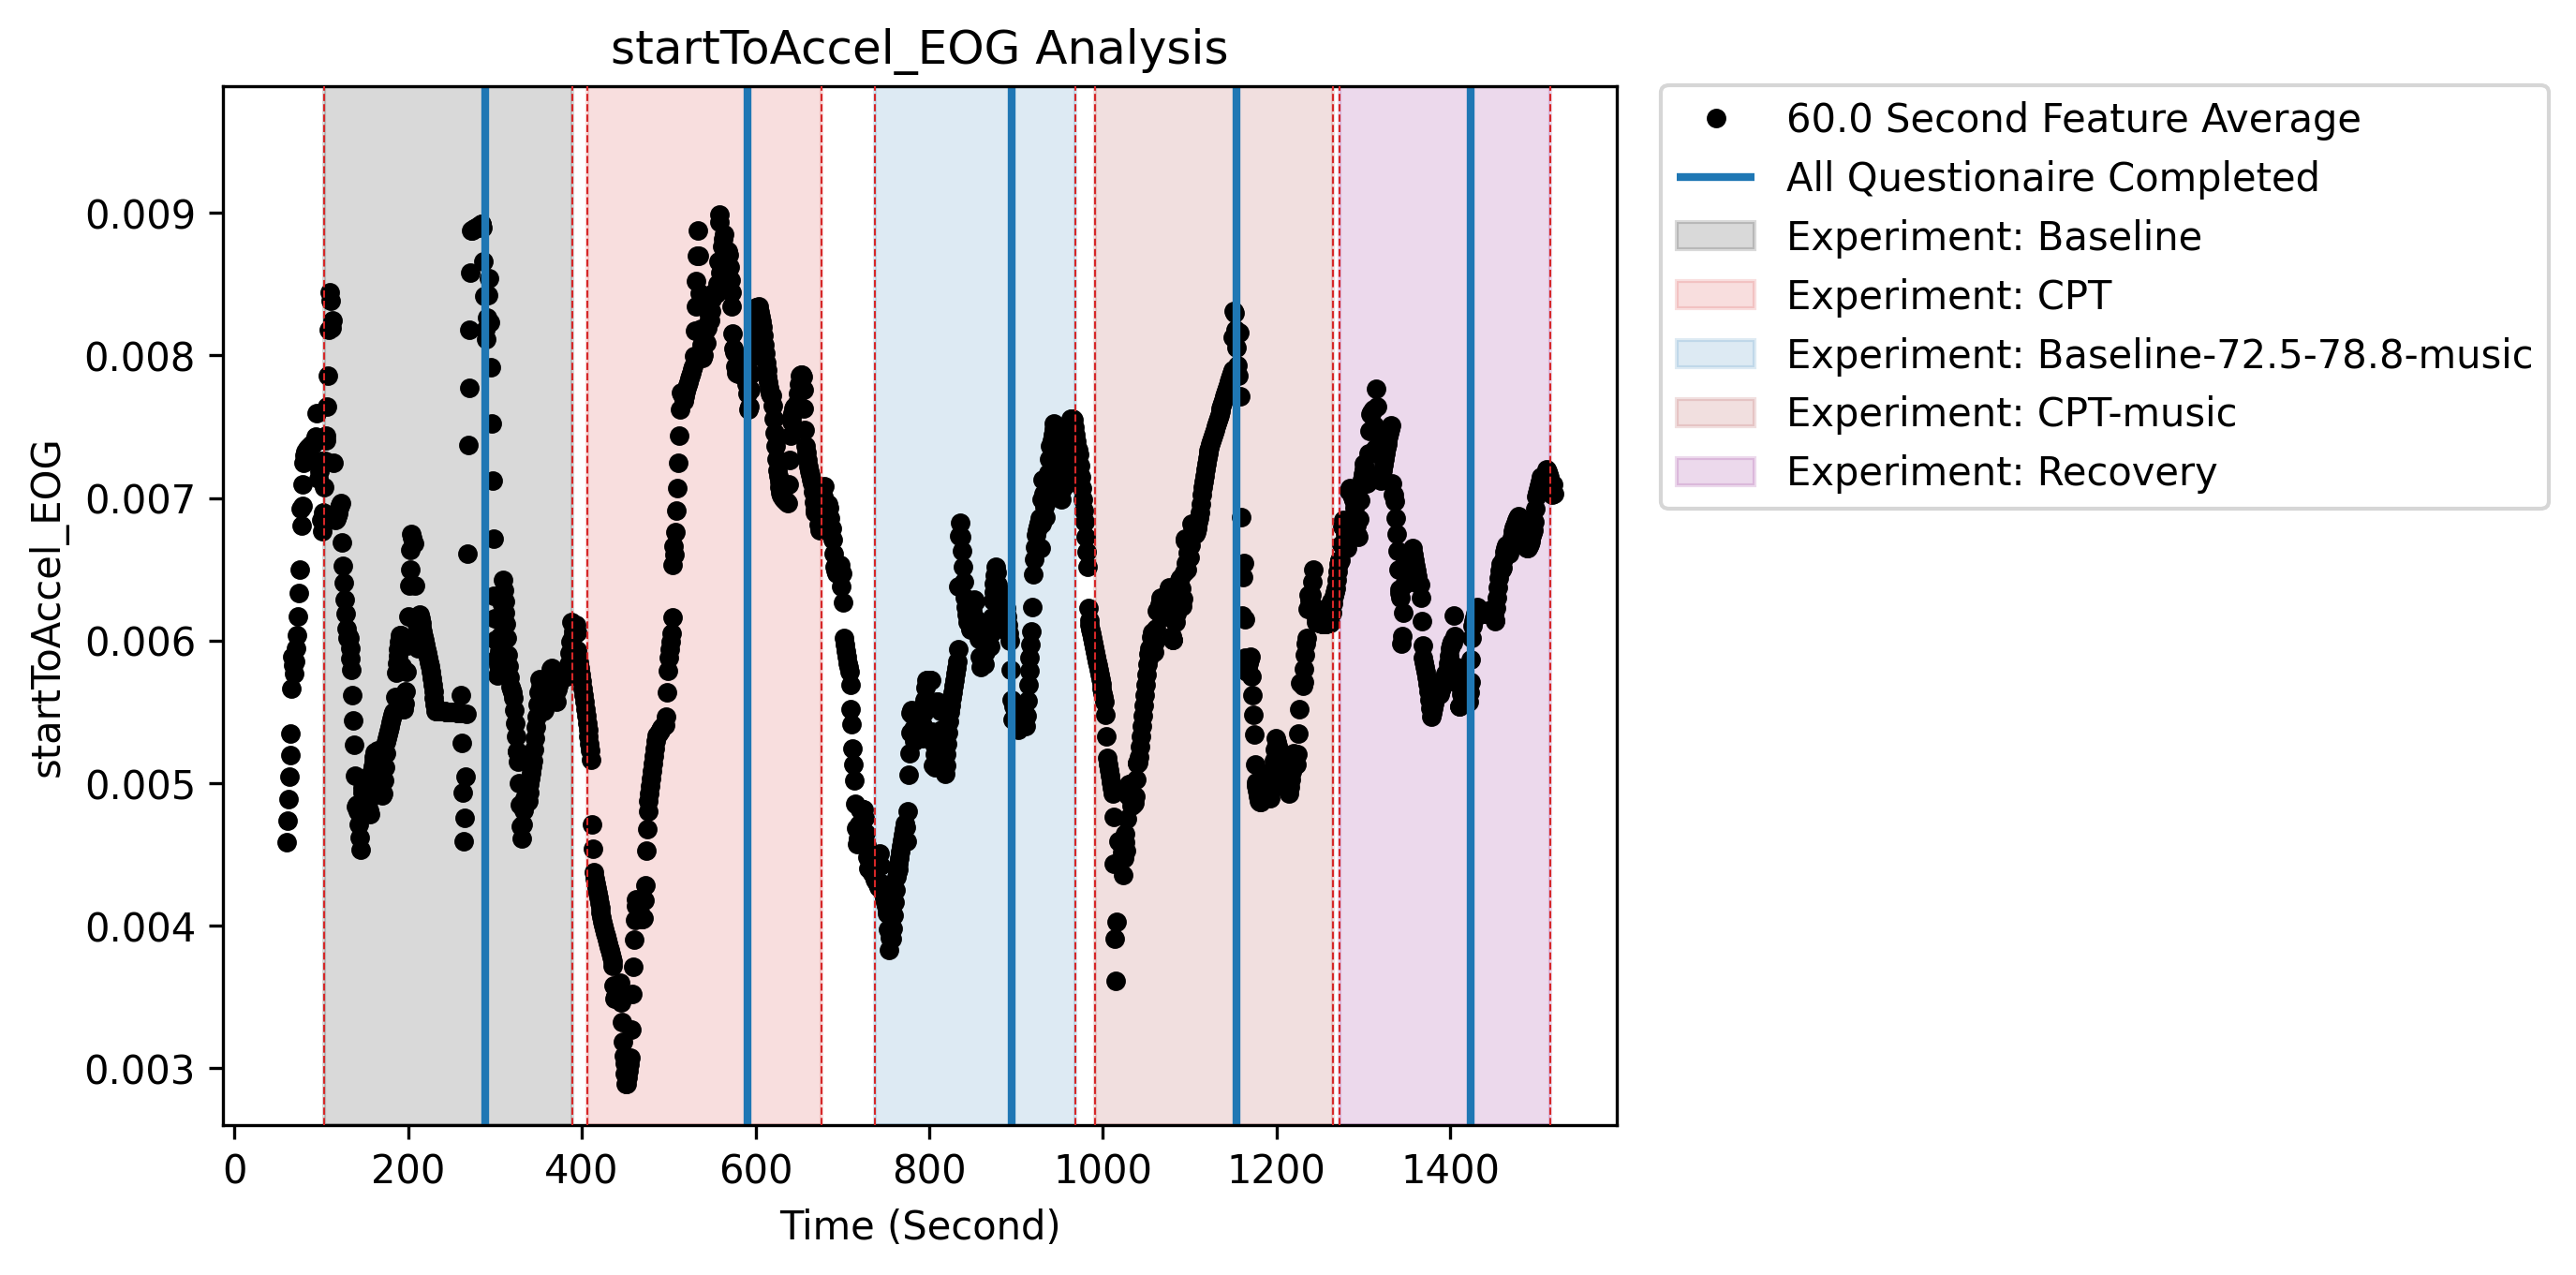 startToAccel_EOG Analysis
startToAccel_EOG
0.009
0.008
0.007
0.006
0.005
0.004
0.003
0 200 400 600 800 1000 1200 1400
Time (Second)
60.0 Second Feature Average
All Questionaire Completed
Experiment: Baseline
Experiment: CPT
Experiment: Baseline-72.5-78.8-music
Experiment: CPT-music
Experiment: Recovery